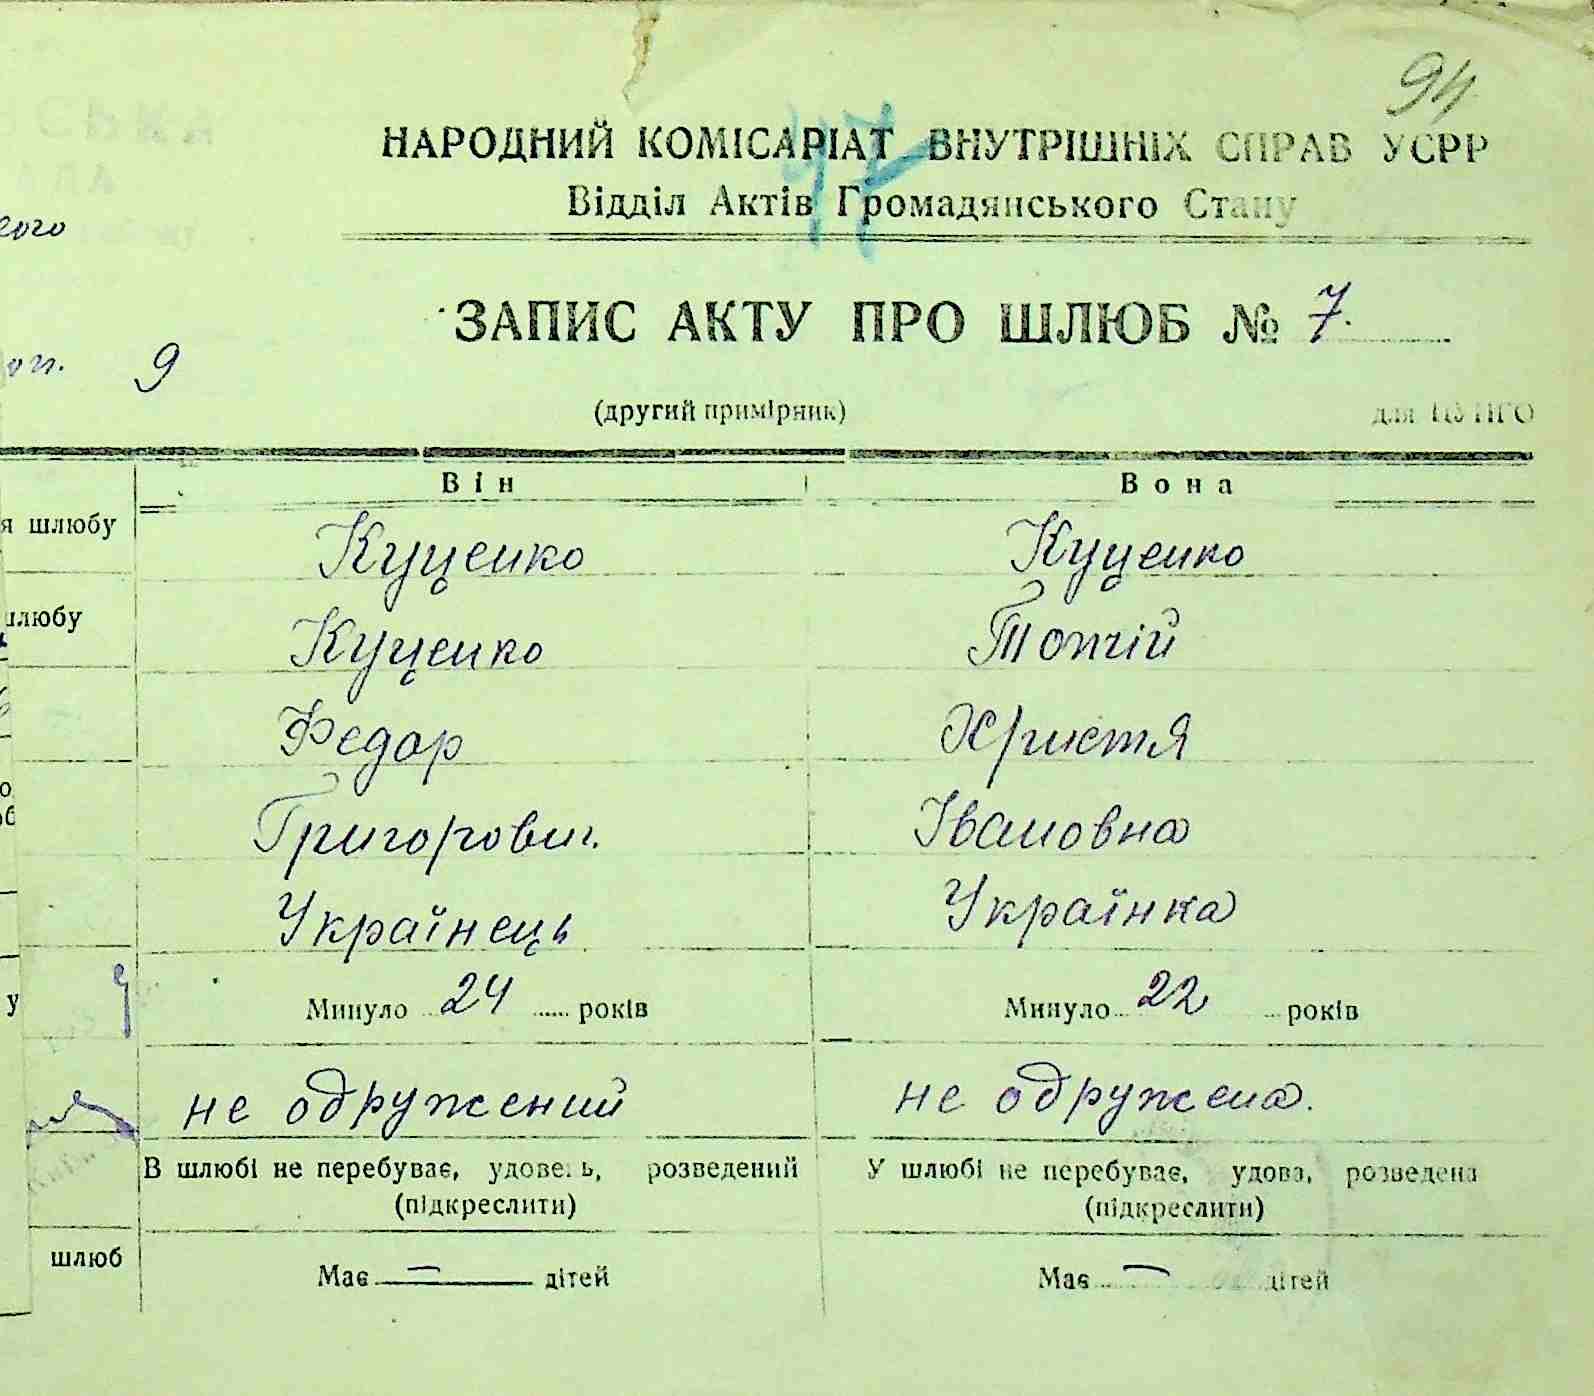 94
НАРОДНИЙ КОМІСАРІАТ ВНУТРІШНІХ СПРАВ УСРР
47
Відділ Актів Громадянського Стану
ЗАПИС АКТУ ПРО ШЛЮБ № 7.
9
(другий примірник)
для ЦУНГО
Він Вона
я шлюбу Куценко Куценко
шлюбу Куценко Топчій
Федор Христя
Григорович Івановна
Українець Українка
у Минуло 24 років Минуло 22 років
не одружений не одружена.
В шлюбі не перебуває, удовець, розведений У шлюбі не перебуває, удова, розведена
(підкреслити) (підкреслити)
шлюб Має — дітей Має — дітей